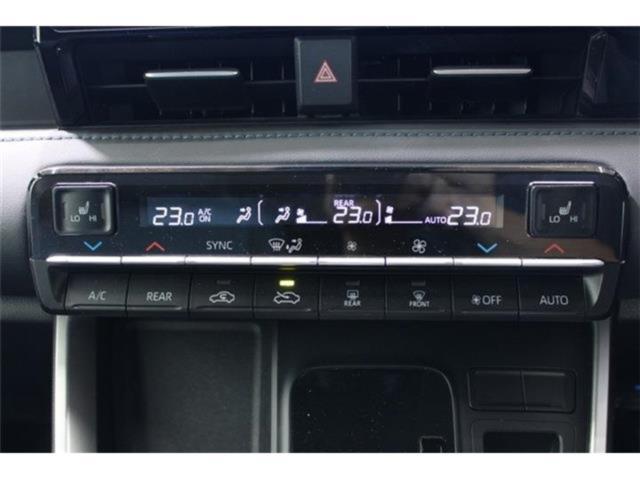 REAR
LO HI 23.0 A/C ON 23.0 AUTO 23.0 LO HI
SYNC
A/C REAR REAR FRONT OFF AUTO